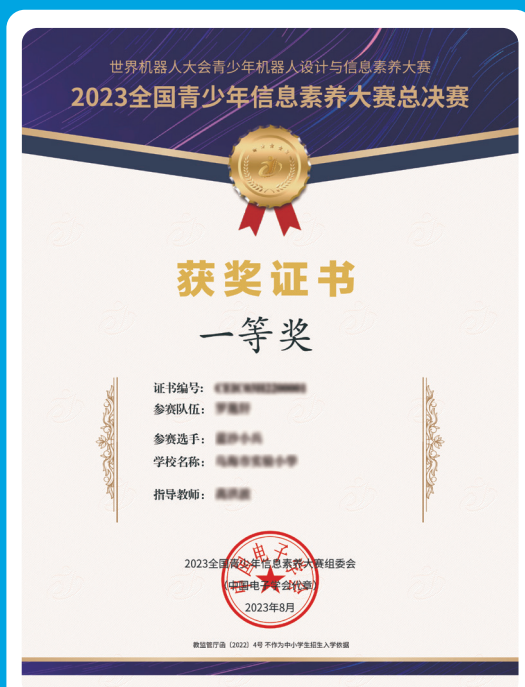 世界机器人大会青少年机器人设计与信息素养大赛
2023全国青少年信息素养大赛总决赛
获奖证书
一等奖
证书编号：
参赛队伍：
参赛选手：
学校名称：
指导教师：
2023全国青少年信息素养大赛组委会
（中国电子学会代章）
2023年8月
中国电子学会
教监管厅函（2022）4号 不作为中小学生招生入学依据